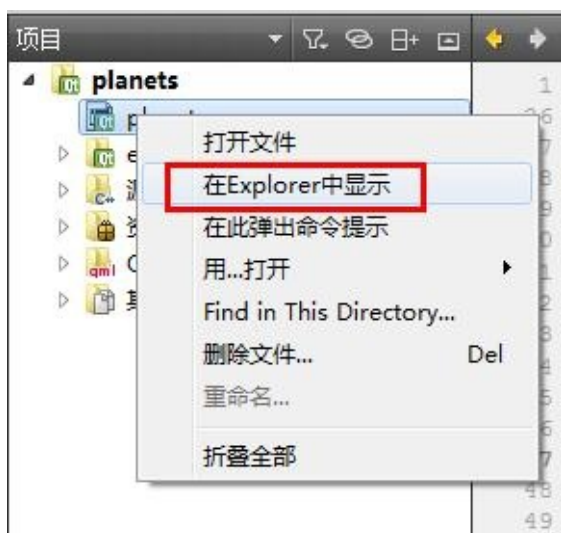 项目
planets
打开文件
在Explorer中显示
在此弹出命令提示
用...打开
Find in This Directory...
删除文件... Del
重命名...
折叠全部
1
48
49